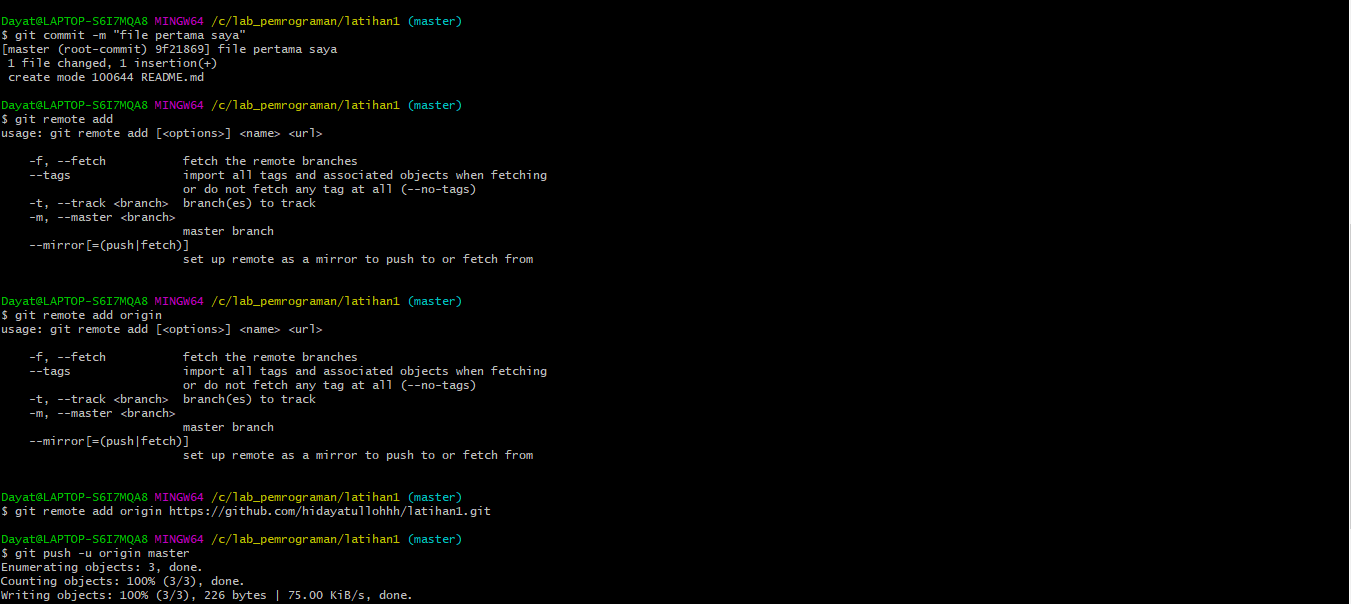 Dayat@LAPTOP-S6I7MQA8 MINGW64 /c/lab_pemrograman/latihan1 (master)
$ git commit -m "file pertama saya"
[master (root-commit) 9f21869] file pertama saya
 1 file changed, 1 insertion(+)
 create mode 100644 README.md
Dayat@LAPTOP-S6I7MQA8 MINGW64 /c/lab_pemrograman/latihan1 (master)
$ git remote add
usage: git remote add [<options>] <name> <url>
    -f, --fetch           fetch the remote branches
    --tags                import all tags and associated objects when fetching
                          or do not fetch any tag at all (--no-tags)
    -t, --track <branch>  branch(es) to track
    -m, --master <branch>
                          master branch
    --mirror[=(push|fetch)]
                          set up remote as a mirror to push to or fetch from
Dayat@LAPTOP-S6I7MQA8 MINGW64 /c/lab_pemrograman/latihan1 (master)
$ git remote add origin
usage: git remote add [<options>] <name> <url>
    -f, --fetch           fetch the remote branches
    --tags                import all tags and associated objects when fetching
                          or do not fetch any tag at all (--no-tags)
    -t, --track <branch>  branch(es) to track
    -m, --master <branch>
                          master branch
    --mirror[=(push|fetch)]
                          set up remote as a mirror to push to or fetch from
Dayat@LAPTOP-S6I7MQA8 MINGW64 /c/lab_pemrograman/latihan1 (master)
$ git remote add origin https://github.com/hidayatullohhh/latihan1.git
Dayat@LAPTOP-S6I7MQA8 MINGW64 /c/lab_pemrograman/latihan1 (master)
$ git push -u origin master
Enumerating objects: 3, done.
Counting objects: 100% (3/3), done.
Writing objects: 100% (3/3), 226 bytes | 75.00 KiB/s, done.